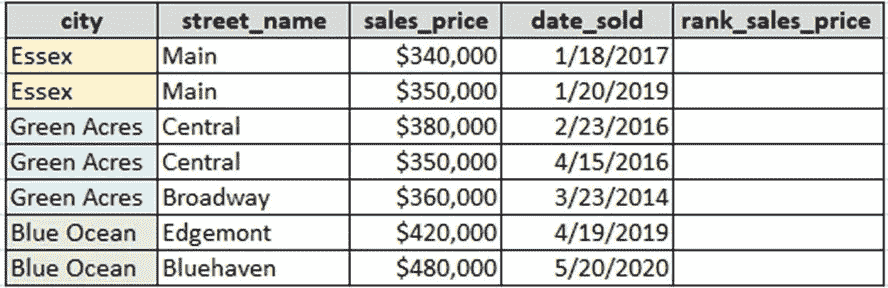 city street_name sales_price date_sold rank_sales_price
Essex Main $340,000 1/18/2017
Essex Main $350,000 1/20/2019
Green Acres Central $380,000 2/23/2016
Green Acres Central $350,000 4/15/2016
Green Acres Broadway $360,000 3/23/2014
Blue Ocean Edgemont $420,000 4/19/2019
Blue Ocean Bluehaven $480,000 5/20/2020